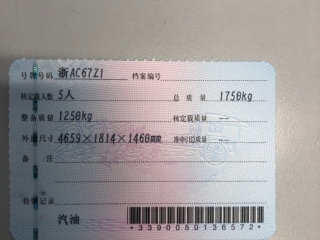 号牌号码 浙AC67Z1 档案编号
核定载人数 5人 总质量 1750kg
整备质量 1250kg 核定载质量 --
外廓尺寸 4659×1814×1460mm 准牵引总质量 --
备注
检验记录
汽油
*3390050136572*